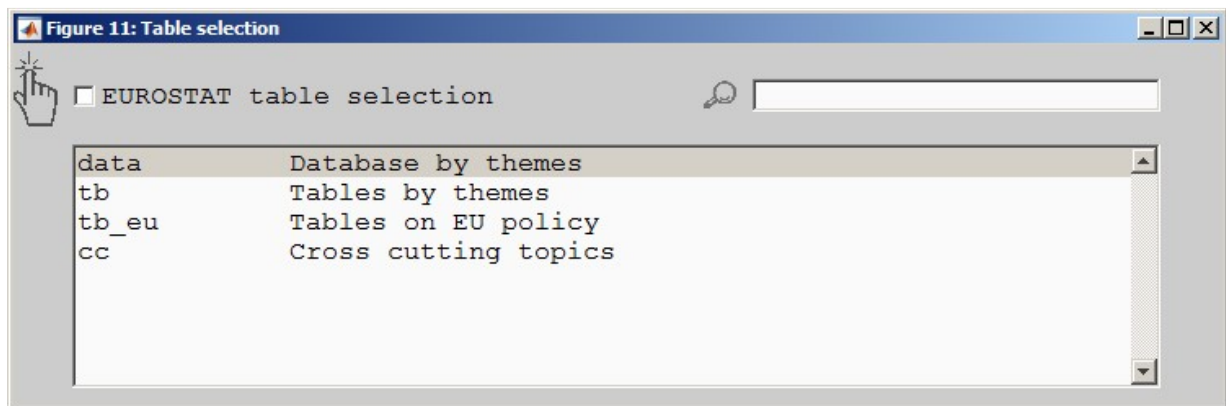 Figure 11: Table selection
EUROSTAT table selection
data Database by themes
tb Tables by themes
tb_eu Tables on EU policy
cc Cross cutting topics